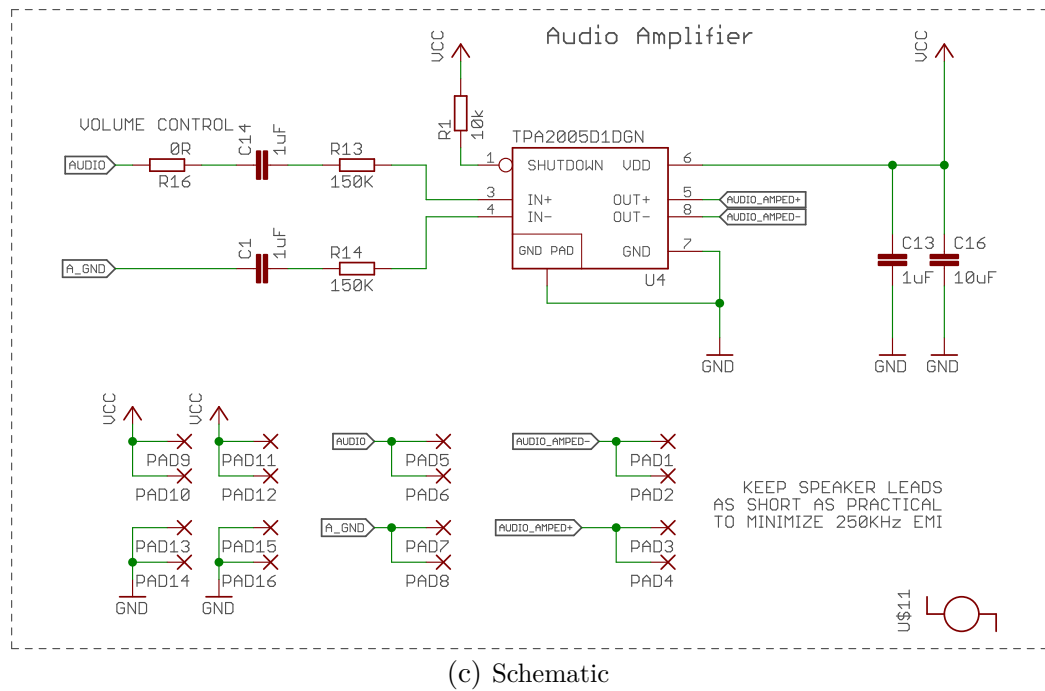 Audio Amplifier
VCC
VCC
VOLUME CONTROL
C14
1uF
R1
10k
TPA2005D1DGN
AUDIO
0R
R16
R13
150K
1
SHUTDOWN
VDD
6
3
IN+
OUT+
5
AUDIO_AMPED+
4
IN-
OUT-
8
AUDIO_AMPED-
A_GND
C1
1uF
R14
150K
GND PAD
GND
7
U4
C13
1uF
C16
10uF
GND
GND
GND
VCC
VCC
AUDIO
AUDIO_AMPED-
PAD9
PAD11
PAD5
PAD1
PAD10
PAD12
PAD6
PAD2
KEEP SPEAKER LEADS
AS SHORT AS PRACTICAL
TO MINIMIZE 250KHz EMI
A_GND
AUDIO_AMPED+
PAD13
PAD15
PAD7
PAD3
PAD14
PAD16
PAD8
PAD4
GND
GND
U$11
(c) Schematic